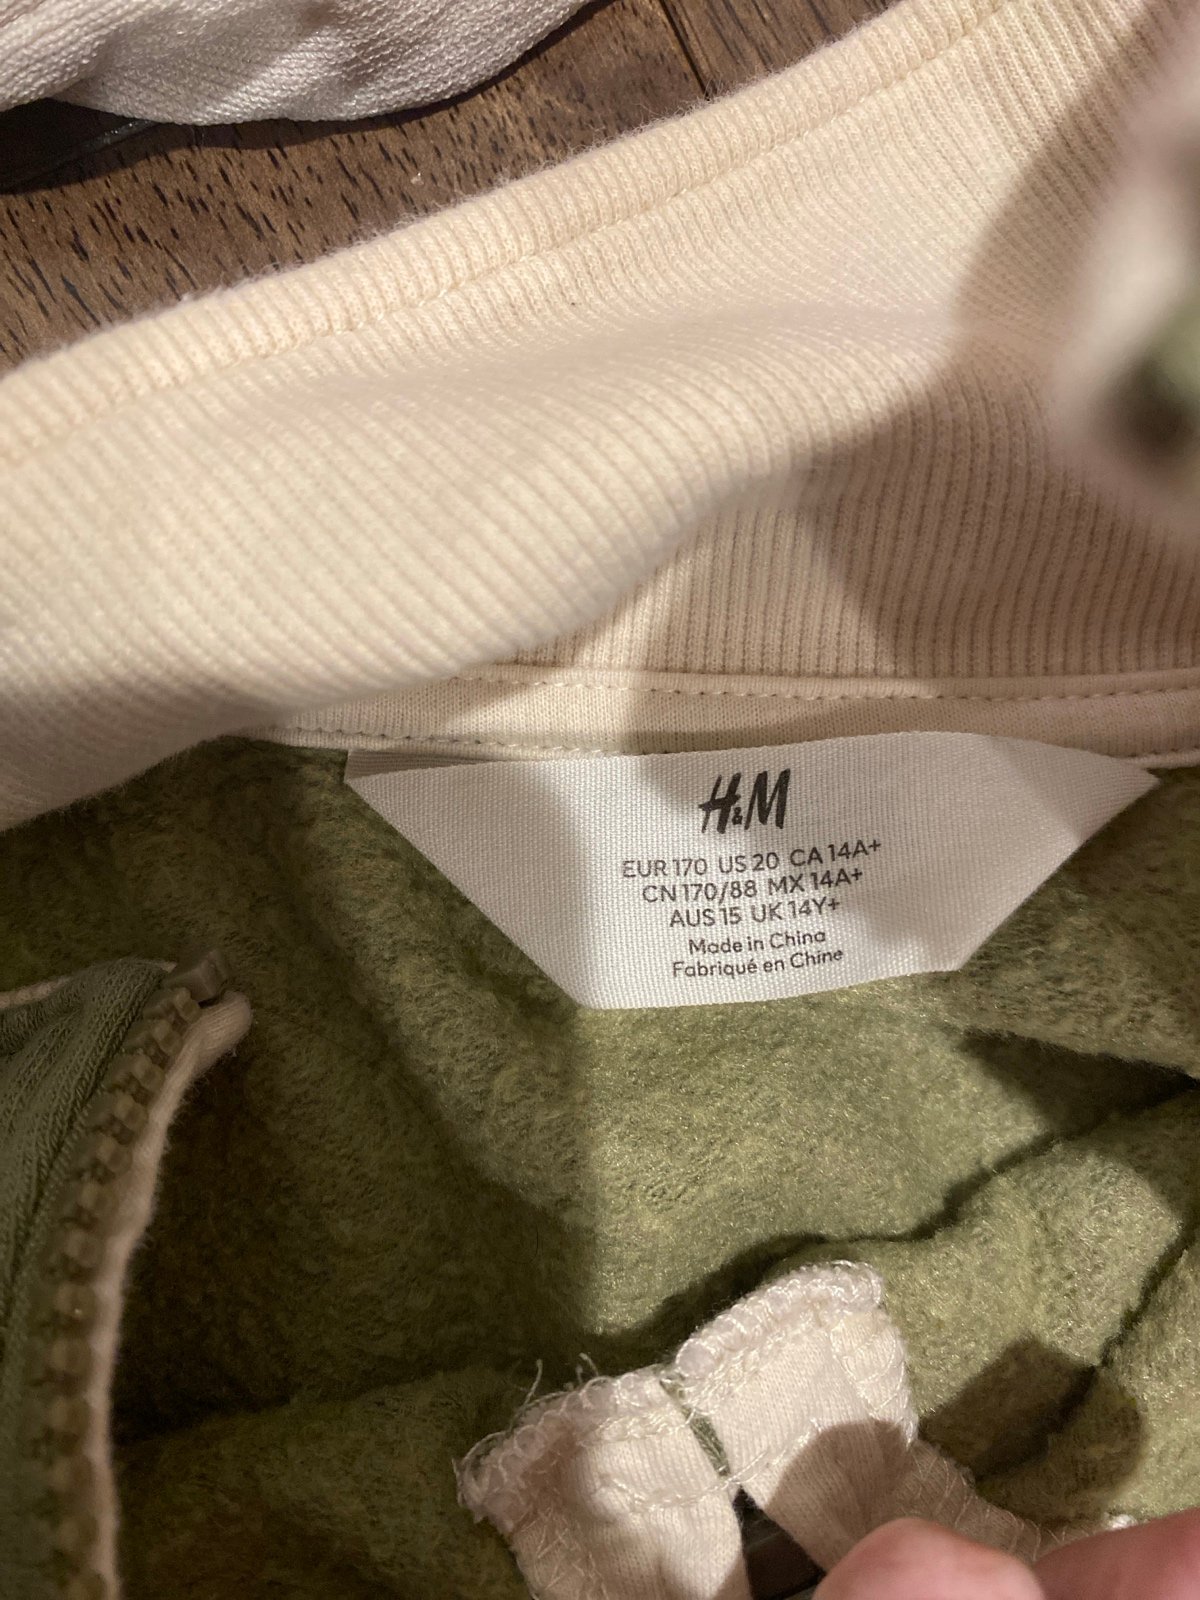 H&M
EUR 170 US 20 CA 14A+
CN 170/88 MX 14A+
AUS 15 UK 14Y+
Made in China
Fabriqué en Chine